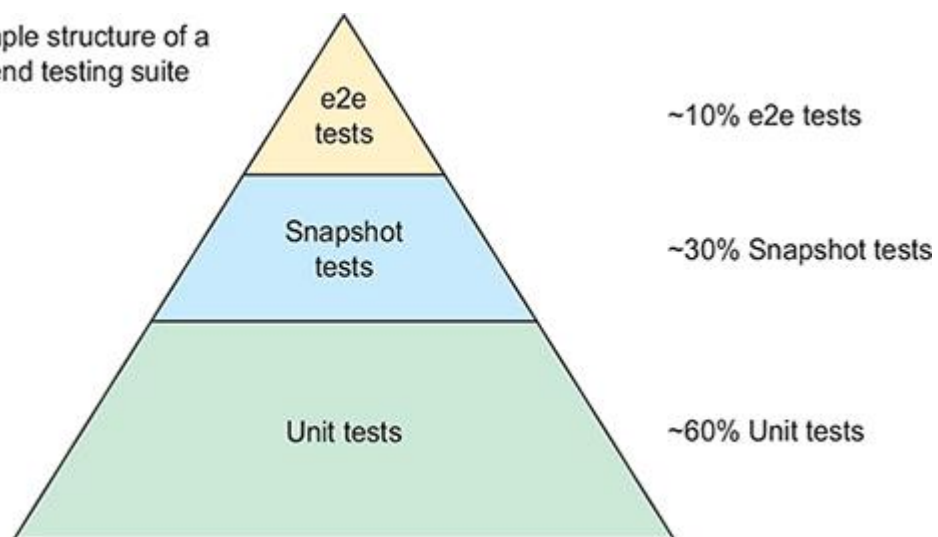 structure of a
testing suite
e2e
tests
~10% e2e tests
Snapshot
tests
~30% Snapshot tests
Unit tests
~60% Unit tests